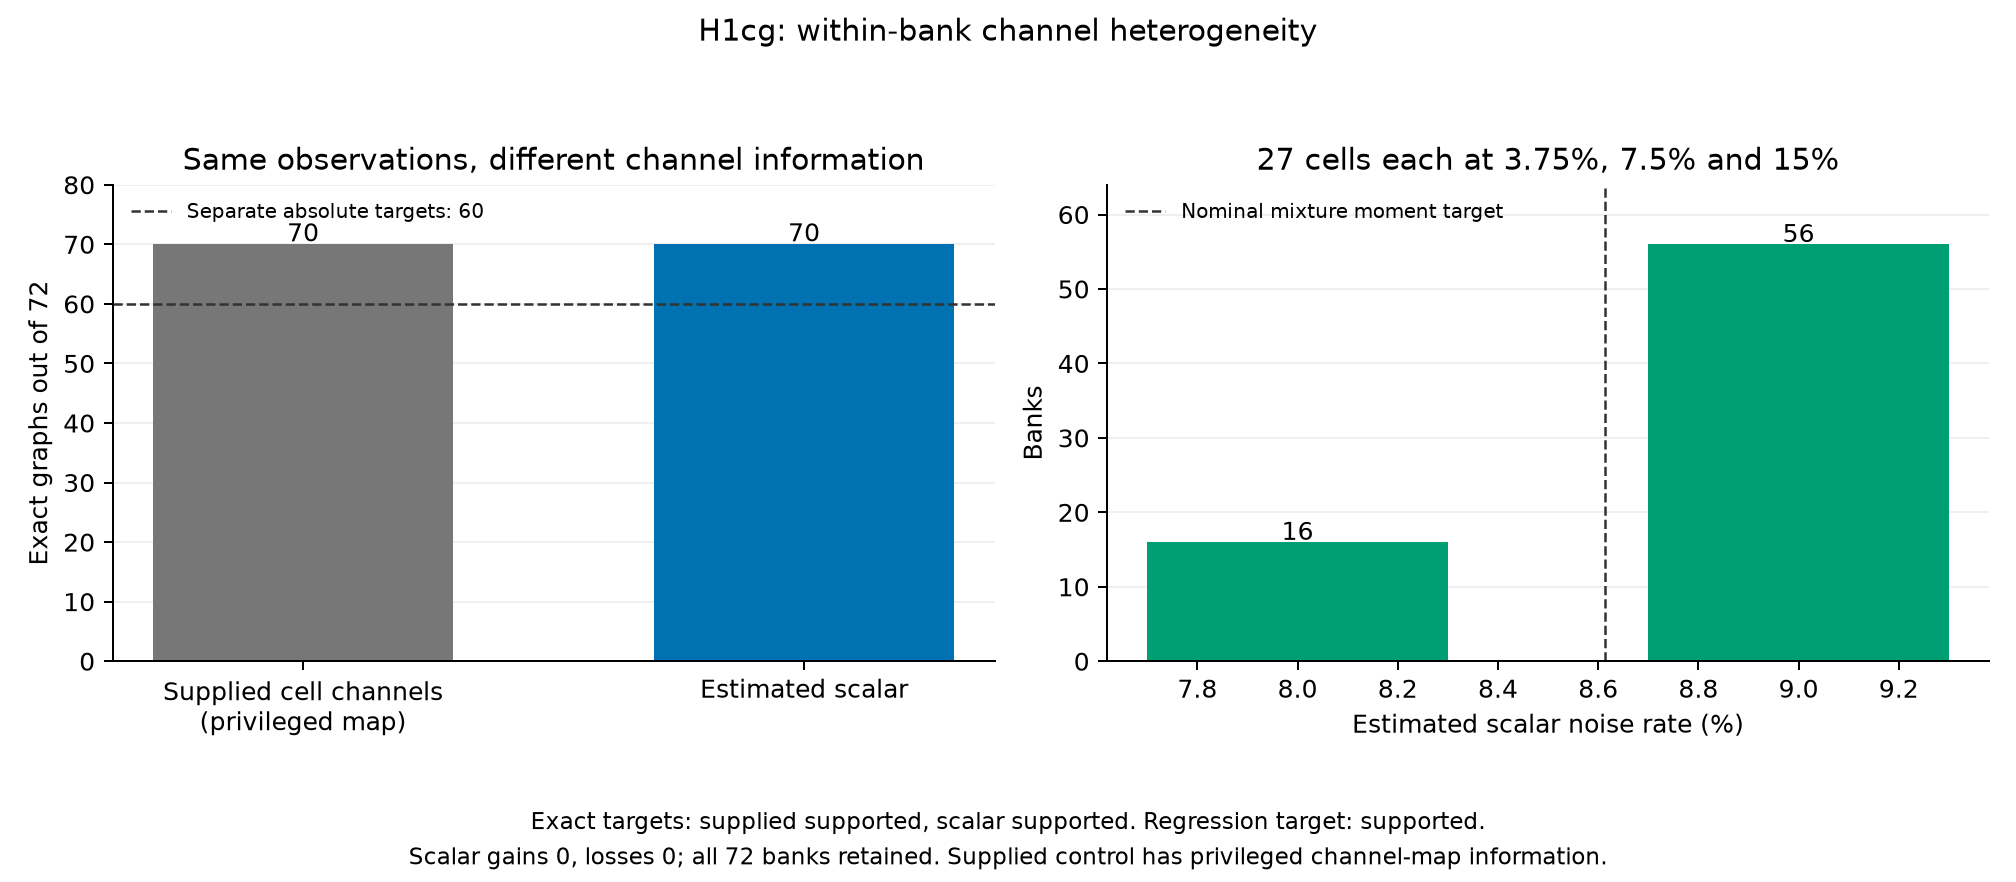 H1cg: within-bank channel heterogeneity
Same observations, different channel information
Exact graphs out of 72
80
70
60
50
40
30
20
10
0
Separate absolute targets: 60
70
70
Supplied cell channels
(privileged map)
Estimated scalar
27 cells each at 3.75%, 7.5% and 15%
Banks
60
50
40
30
20
10
0
Nominal mixture moment target
16
56
7.8
8.0
8.2
8.4
8.6
8.8
9.0
9.2
Estimated scalar noise rate (%)
Exact targets: supplied supported, scalar supported. Regression target: supported.
Scalar gains 0, losses 0; all 72 banks retained. Supplied control has privileged channel-map information.